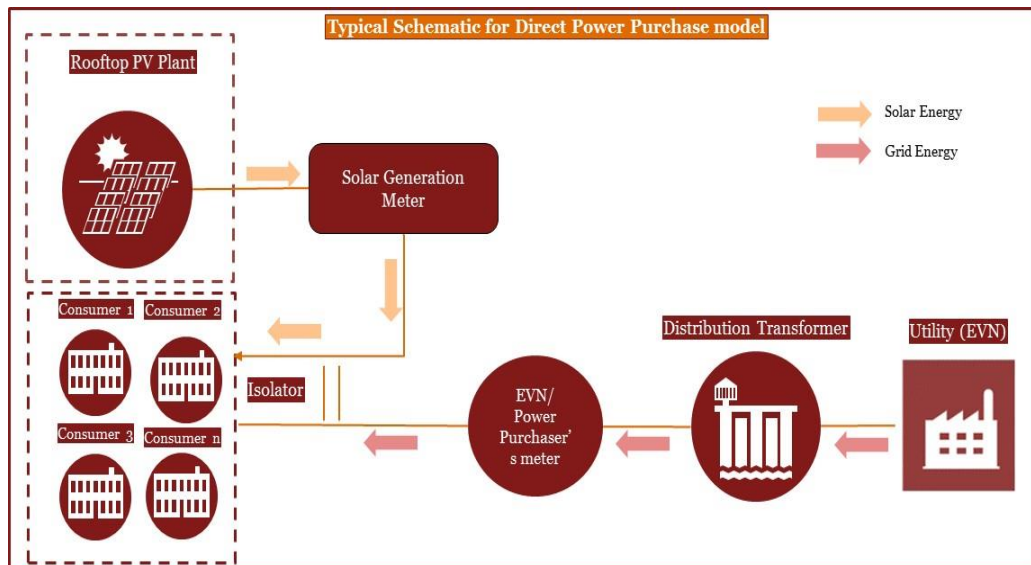 Typical Schematic for Direct Power Purchase model
Rooftop PV Plant
Solar Energy
Grid Energy
Solar Generation
Meter
Consumer 1
Consumer 2
Distribution Transformer
Utility (EVN)
Isolator
EVN/
Power
Purchaser'
s meter
Consumer 3
Consumer n